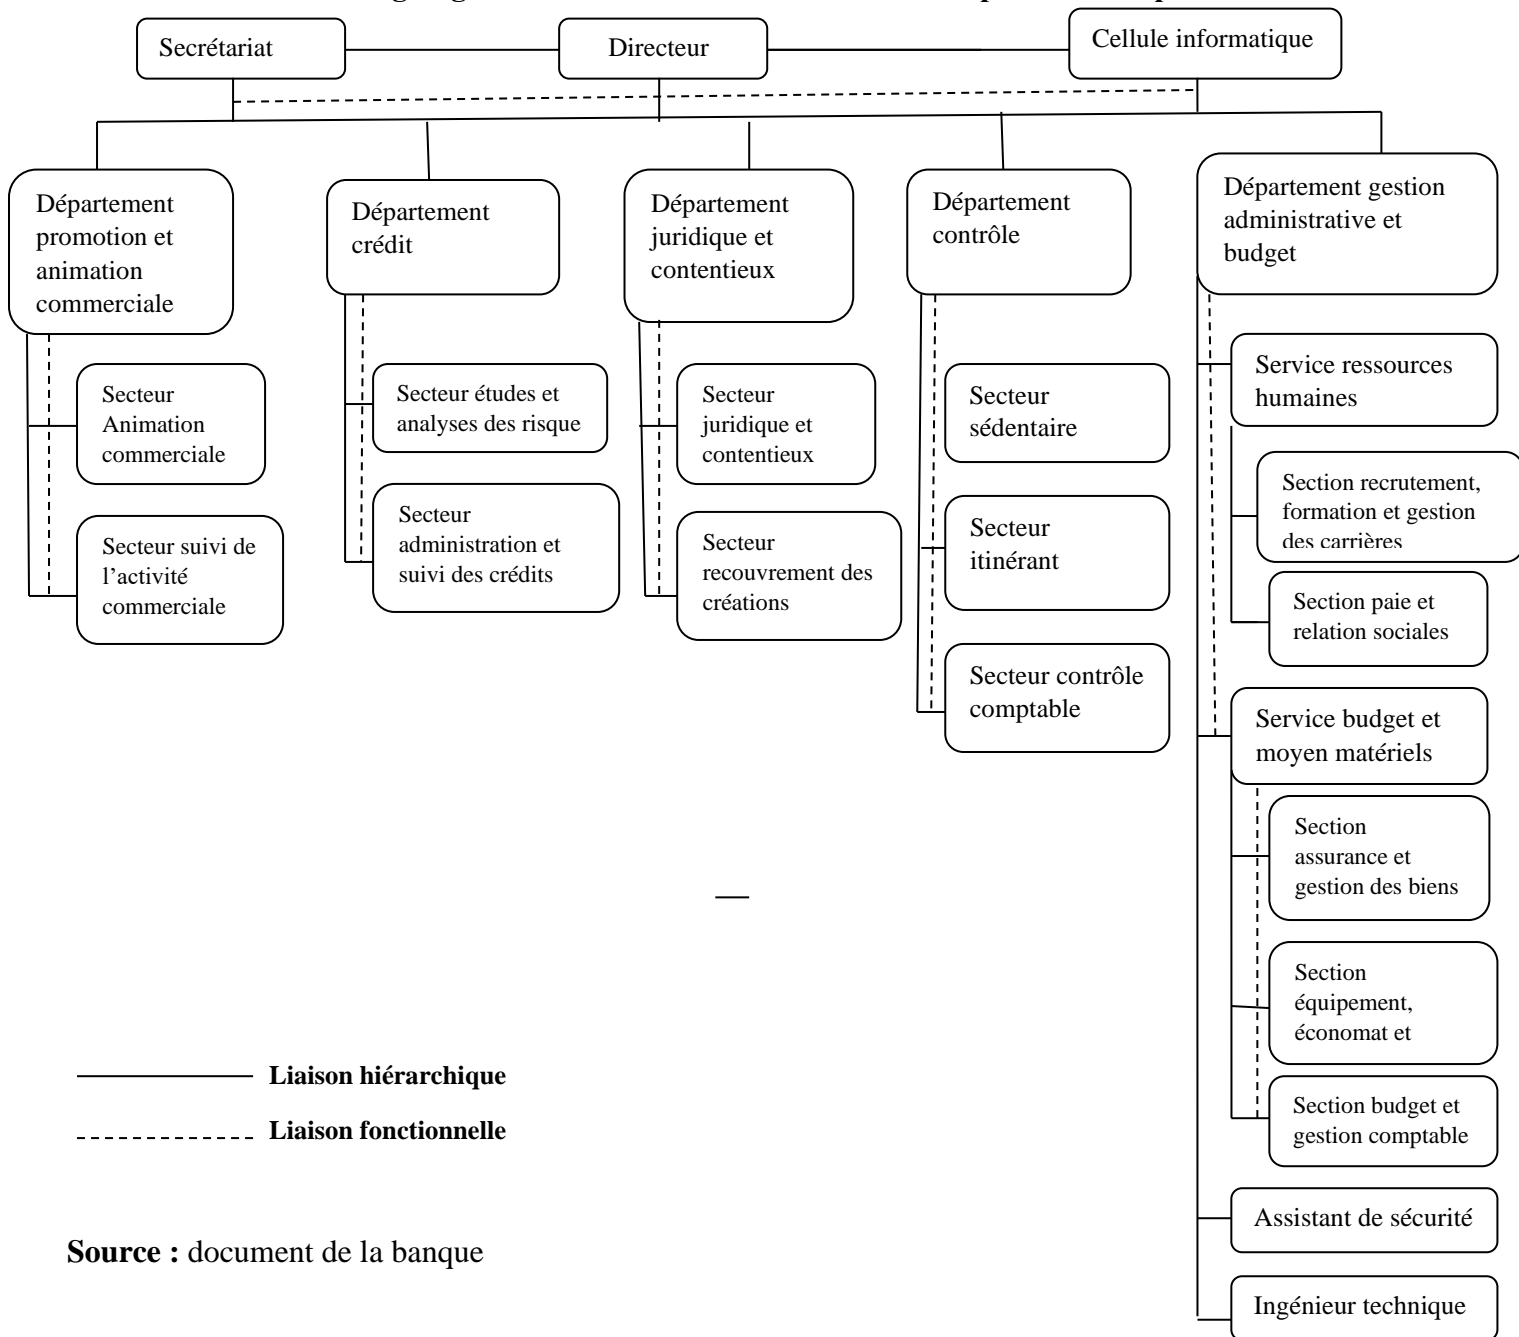 Secrétariat
Directeur
Cellule informatique
Département
promotion et
animation
commerciale
Département
crédit
Département
juridique et
contentieux
Département
contrôle
Département gestion
administrative et
budget
Secteur
Animation
commerciale
Secteur suivi de
l’activité
commerciale
Secteur études et
analyses des risque
Secteur
administration et
suivi des crédits
Secteur
juridique et
contentieux
Secteur
recouvrement des
créations
Secteur
sédentaire
Secteur
itinérant
Secteur contrôle
comptable
Service ressources
humaines
Section recrutement,
formation et gestion
des carrières
Section paie et
relation sociales
Service budget et
moyen matériels
Section
assurance et
gestion des biens
Section
équipement,
économat et
Section budget et
gestion comptable
Assistant de sécurité
Ingénieur technique
Liaison hiérarchique
Liaison fonctionnelle
Source : document de la banque